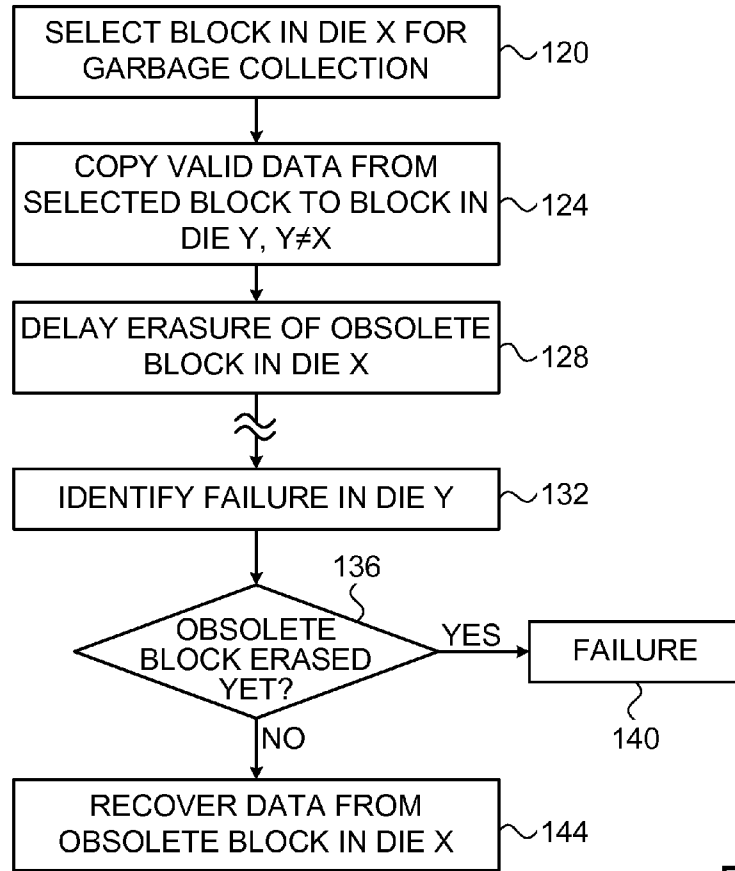 SELECT BLOCK IN DIE X FOR
GARBAGE COLLECTION
120
COPY VALID DATA FROM
SELECTED BLOCK TO BLOCK IN
DIE Y, Y≠X
124
DELAY ERASURE OF OBSOLETE
BLOCK IN DIE X
128
IDENTIFY FAILURE IN DIE Y
132
136
OBSOLETE
BLOCK ERASED
YET?
YES
FAILURE
140
NO
RECOVER DATA FROM
OBSOLETE BLOCK IN DIE X
144